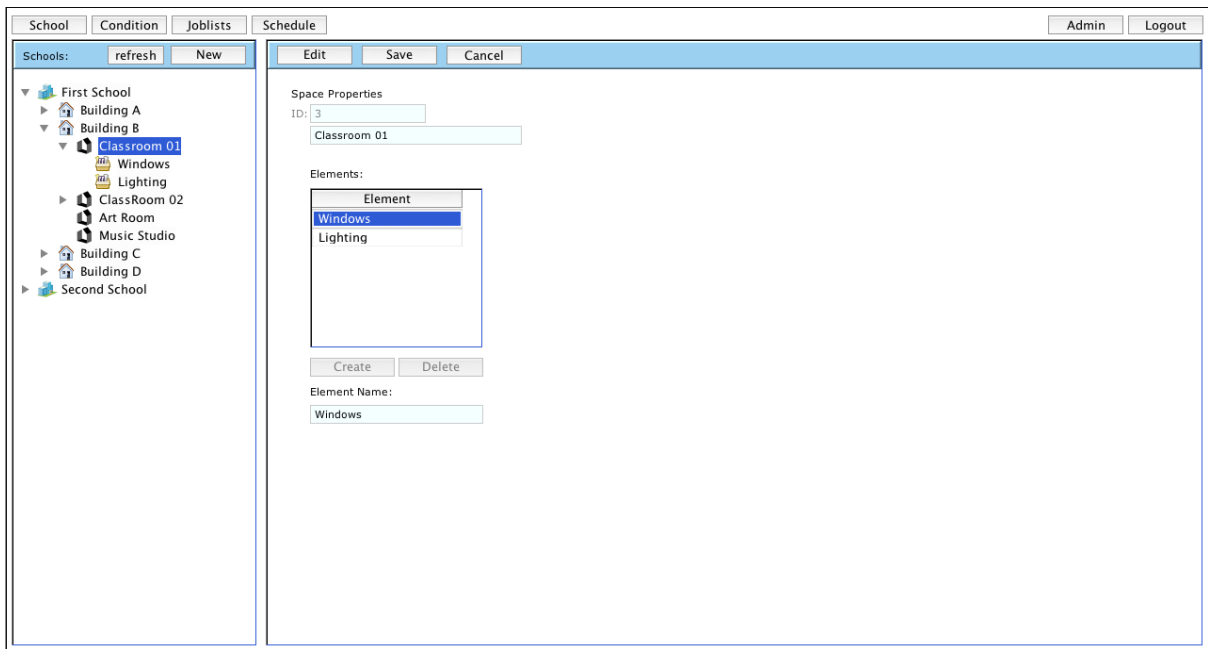 School Condition Joblists Schedule Admin Logout
Schools: refresh New
Edit Save Cancel
First School
Building A
Building B
Classroom 01
Windows
Lighting
ClassRoom 02
Art Room
Music Studio
Building C
Building D
Second School
Space Properties
ID: 3
Classroom 01
Elements:
Element
Windows
Lighting
Create Delete
Element Name:
Windows